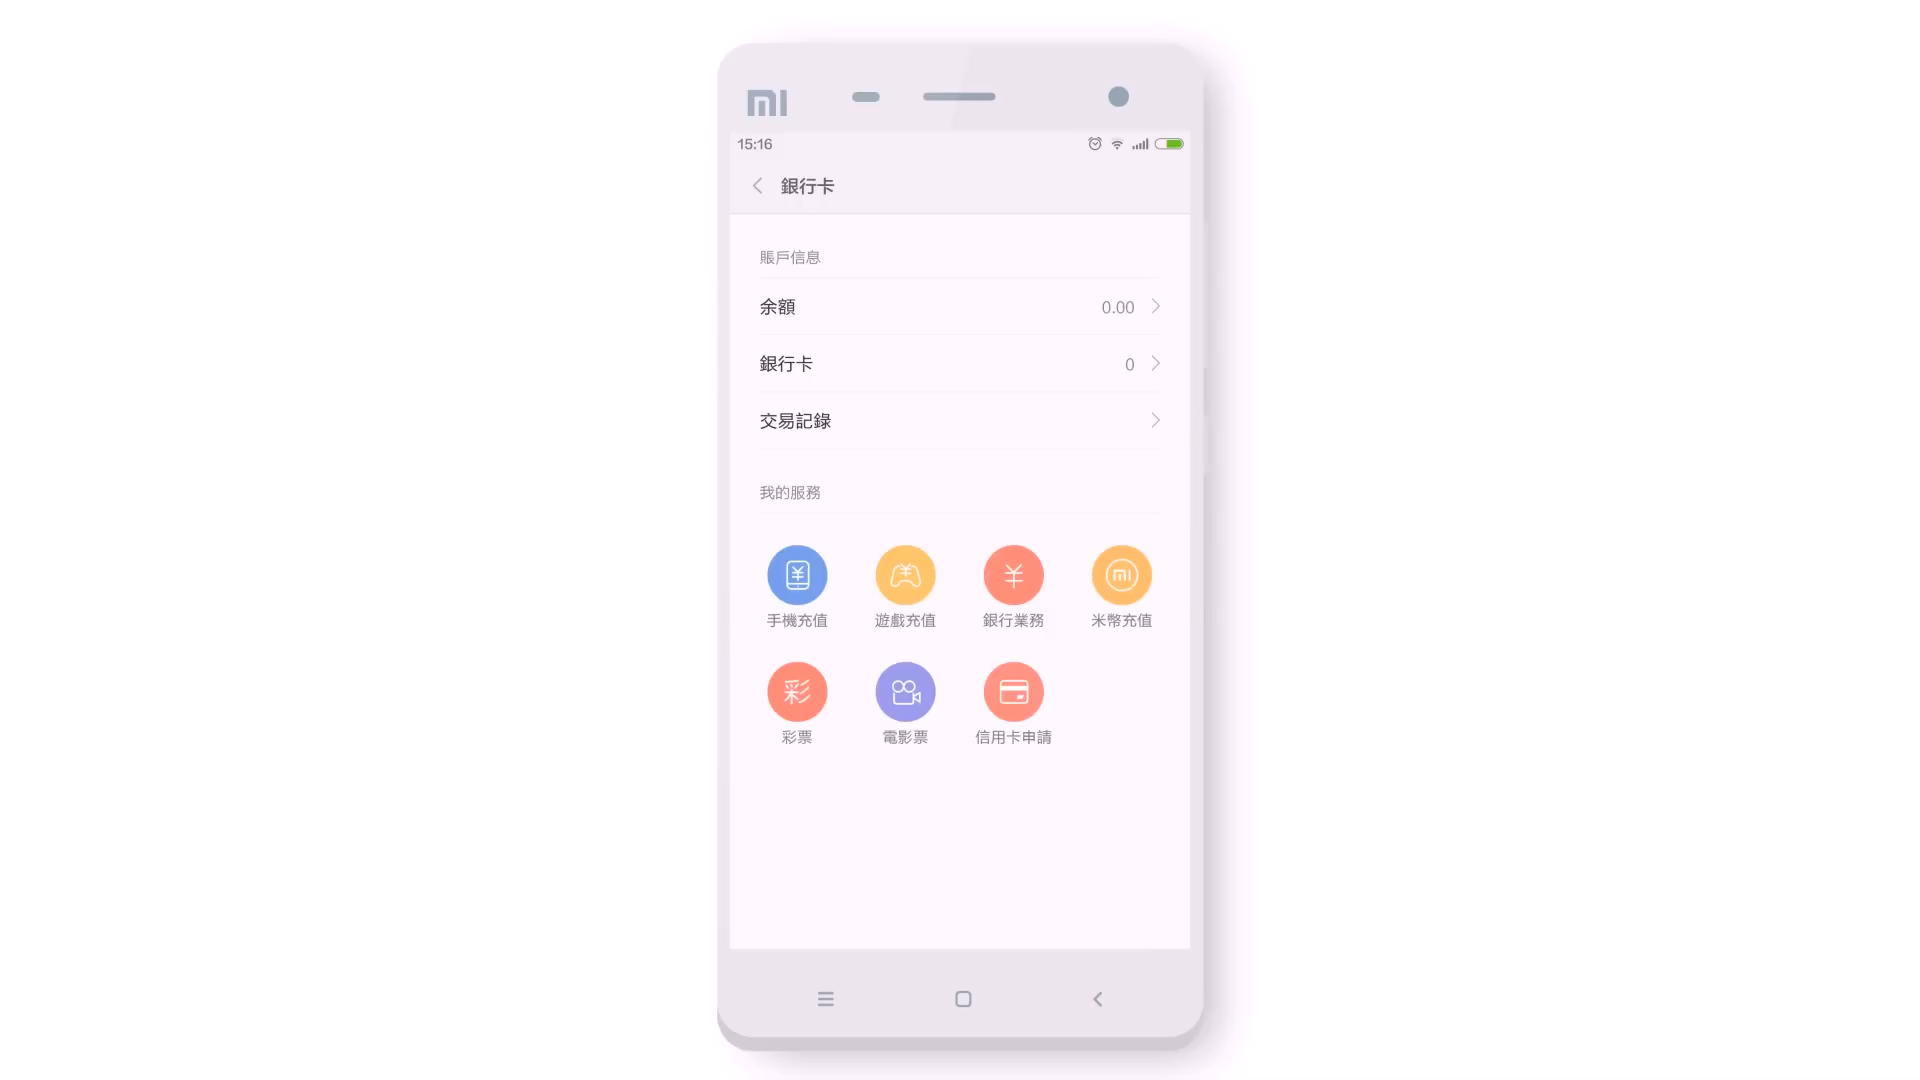 mi
15:16
銀行卡
賬戶信息
余額 0.00
銀行卡 0
交易記錄
我的服務
手機充值 遊戲充值 銀行業務 米幣充值
彩
彩票 電影票 信用卡申請